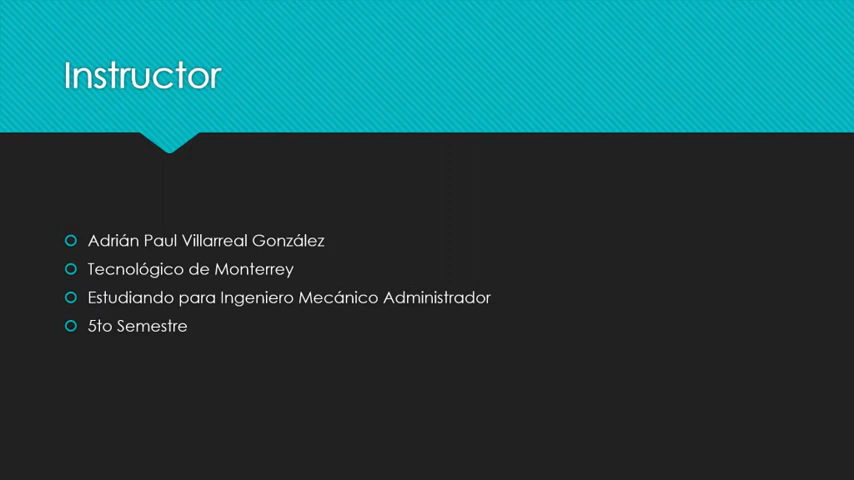 Instructor
Adrián Paul Villarreal González
Tecnológico de Monterrey
Estudiando para Ingeniero Mecánico Administrador
5to Semestre